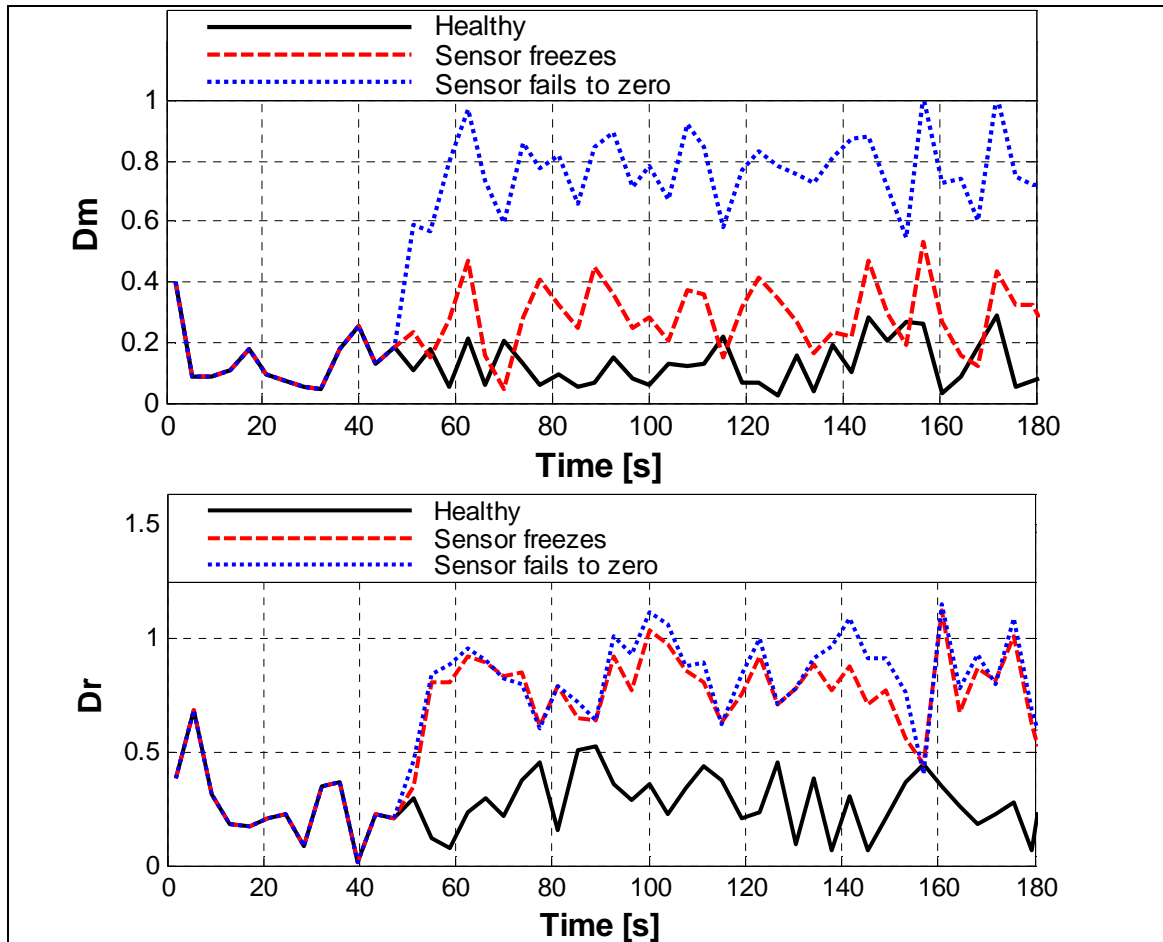 Healthy
Sensor freezes
Sensor fails to zero
1
0.8
0.6
0.4
0.2
0
Dm
0 20 40 60 80 100 120 140 160 180
Time [s]
Healthy
Sensor freezes
Sensor fails to zero
1.5
1
0.5
0
Dr
0 20 40 60 80 100 120 140 160 180
Time [s]